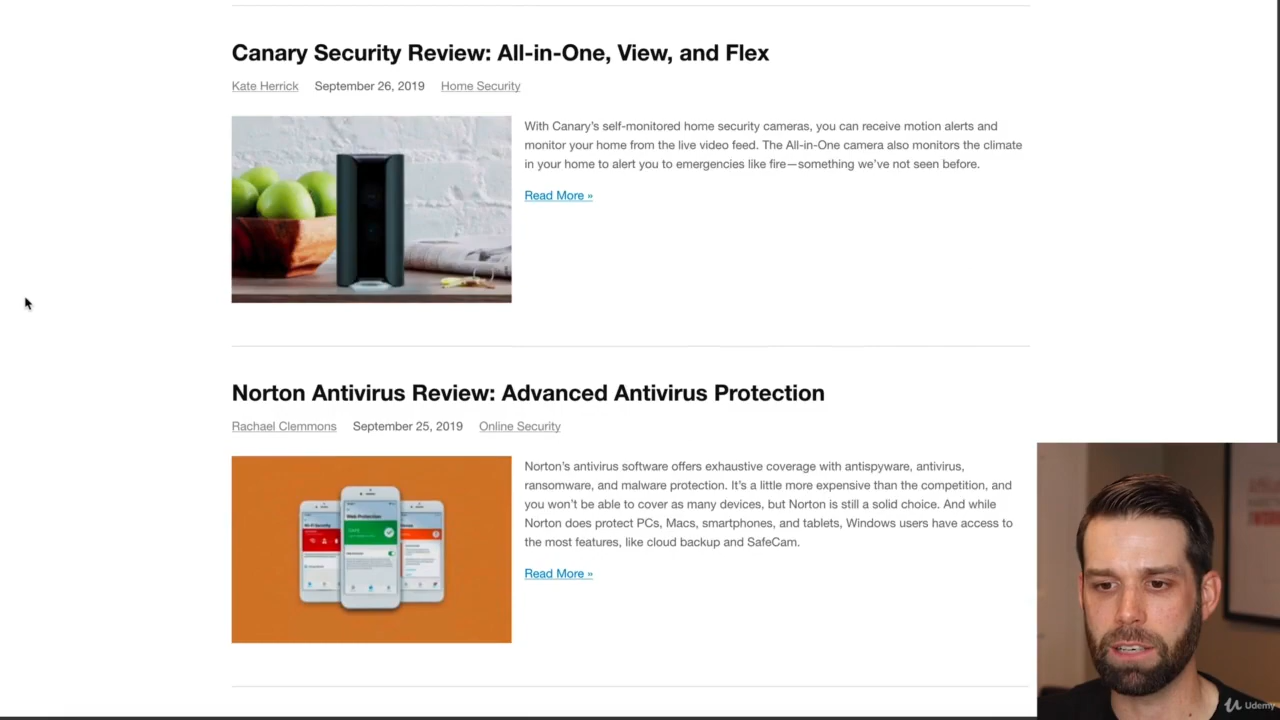 Canary Security Review: All-in-One, View, and Flex
Kate Herrick September 26, 2019 Home Security
With Canary’s self-monitored home security cameras, you can receive motion alerts and
monitor your home from the live video feed. The All-in-One camera also monitors the climate
in your home to alert you to emergencies like fire—something we’ve not seen before.
Read More »
Norton Antivirus Review: Advanced Antivirus Protection
Rachael Clemmons September 25, 2019 Online Security
Norton’s antivirus software offers exhaustive coverage with antispyware, antivirus,
ransomware, and malware protection. It’s a little more expensive than the competition, and
you won’t be able to cover as many devices, but Norton is still a solid choice. And while
Norton does protect PCs, Macs, smartphones, and tablets, Windows users have access to
the most features, like cloud backup and SafeCam.
Read More »
Udemy